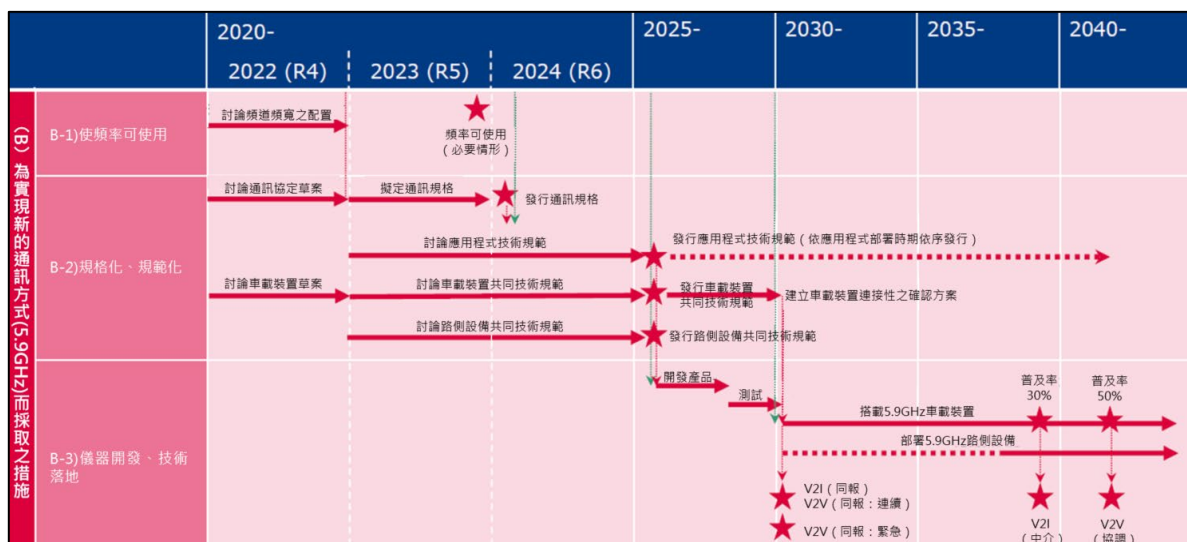 2020-
2025-
2030-
2035-
2040-
2022 (R4)
2023 (R5)
2024 (R6)
(B) 為實現新的通訊方式(5.9GHz)而採取之措施
B-1)使頻率可使用
討論頻道頻寬之配置
頻率可使用
(必要情形)
B-2)規格化、規範化
討論通訊協定草案
擬定通訊規格
發行通訊規格
討論應用程式技術規範
發行應用程式技術規範(依應用程式部署時期依序發行)
討論車載裝置草案
討論車載裝置共同技術規範
發行車載裝置
共同技術規範
建立車載裝置連接性之確認方案
討論路側設備共同技術規範
發行路側設備共同技術規範
B-3)儀器開發、技術
落地
開發產品
測試
普及率
30%
普及率
50%
搭載5.9GHz車載裝置
部署5.9GHz路側設備
V2I(同報)
V2V(同報:連續)
V2V(同報:緊急)
V2I
(中介)
V2V
(協調)